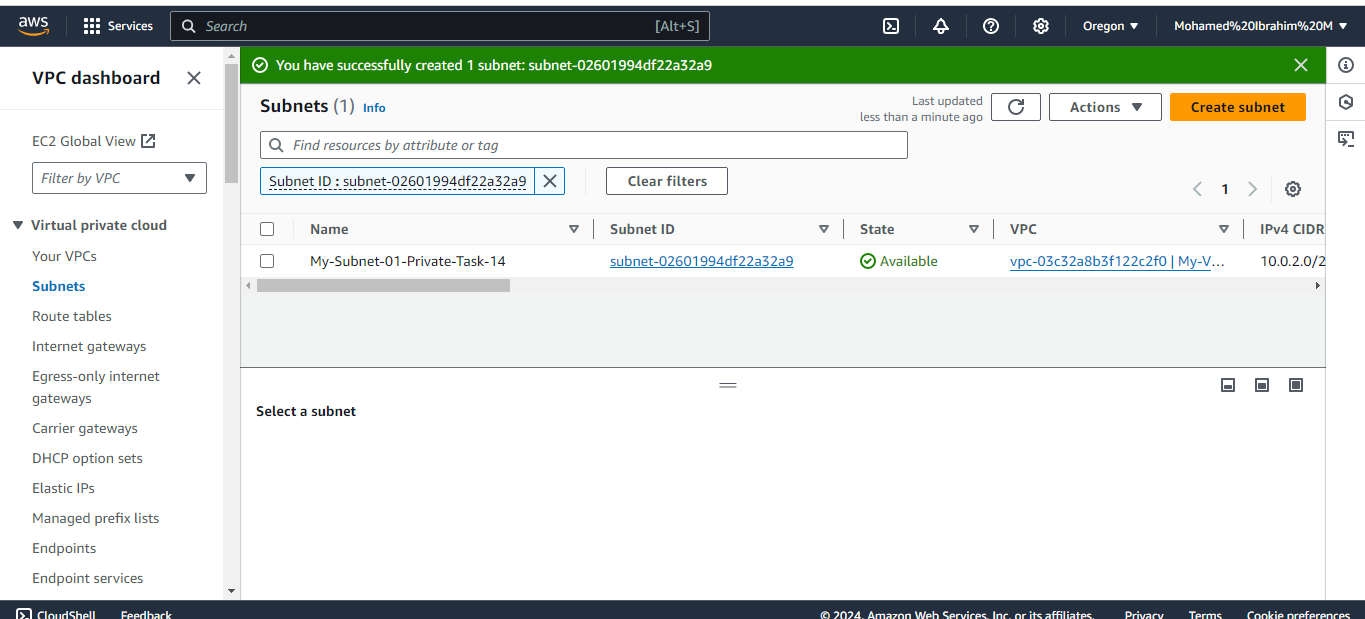 aws Services Search [Alt+S] Oregon Mohamed%20Ibrahim%20M
VPC dashboard
EC2 Global View
Filter by VPC
Virtual private cloud
Your VPCs
Subnets
Route tables
Internet gateways
Egress-only internet
gateways
Carrier gateways
DHCP option sets
Elastic IPs
Managed prefix lists
Endpoints
Endpoint services
You have successfully created 1 subnet: subnet-02601994df22a32a9
Subnets (1) Info
Last updated
less than a minute ago
Actions
Create subnet
Find resources by attribute or tag
Subnet ID : subnet-02601994df22a32a9
Clear filters
1
Name Subnet ID State VPC IPv4 CIDR
My-Subnet-01-Private-Task-14 subnet-02601994df22a32a9 Available vpc-03c32a8b3f122c2f0 | My-V... 10.0.2.0/2
Select a subnet
CloudShell Feedback © 2024, Amazon Web Services, Inc. or its affiliates. Privacy Terms Cookie preferences